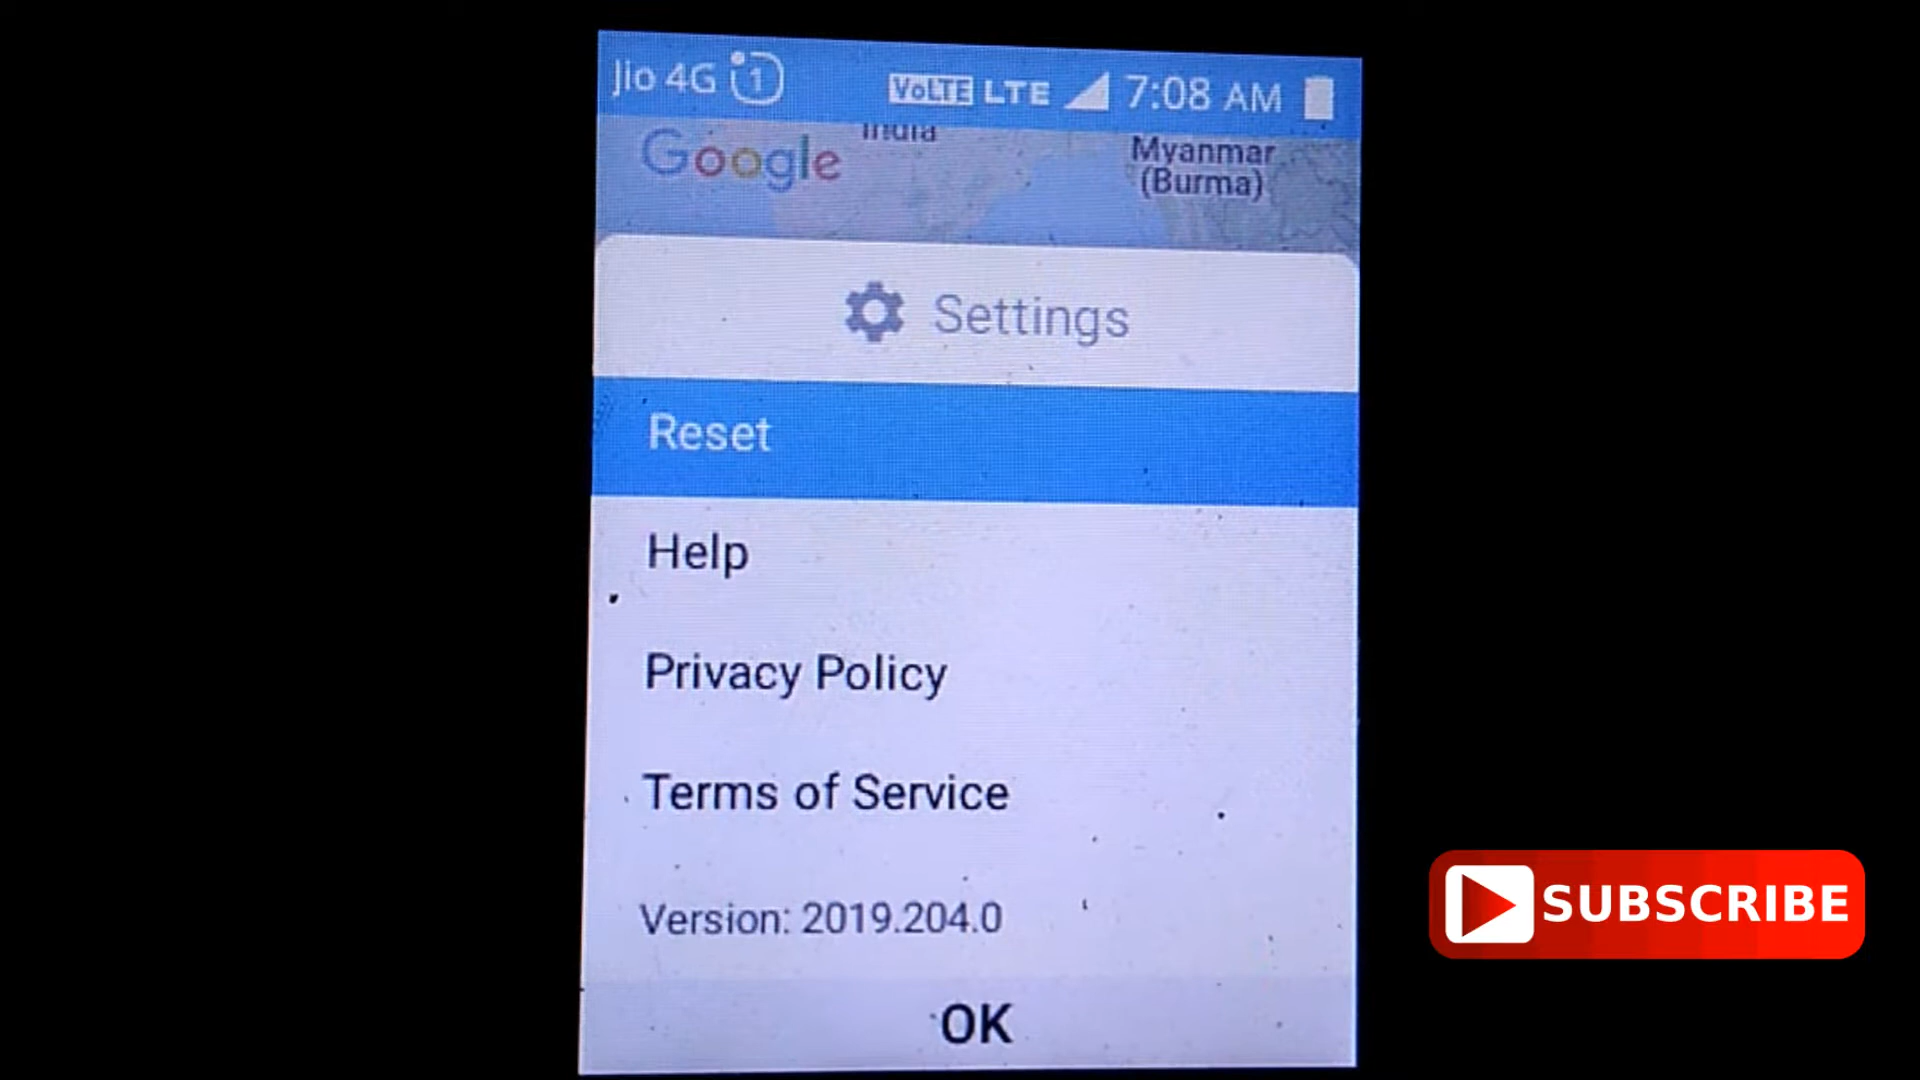 Jio 4G 1 VoLTE LTE 7:08 AM
Google
India
Myanmar
(Burma)
Settings
Reset
Help
Privacy Policy
Terms of Service
Version: 2019.204.0
OK
SUBSCRIBE